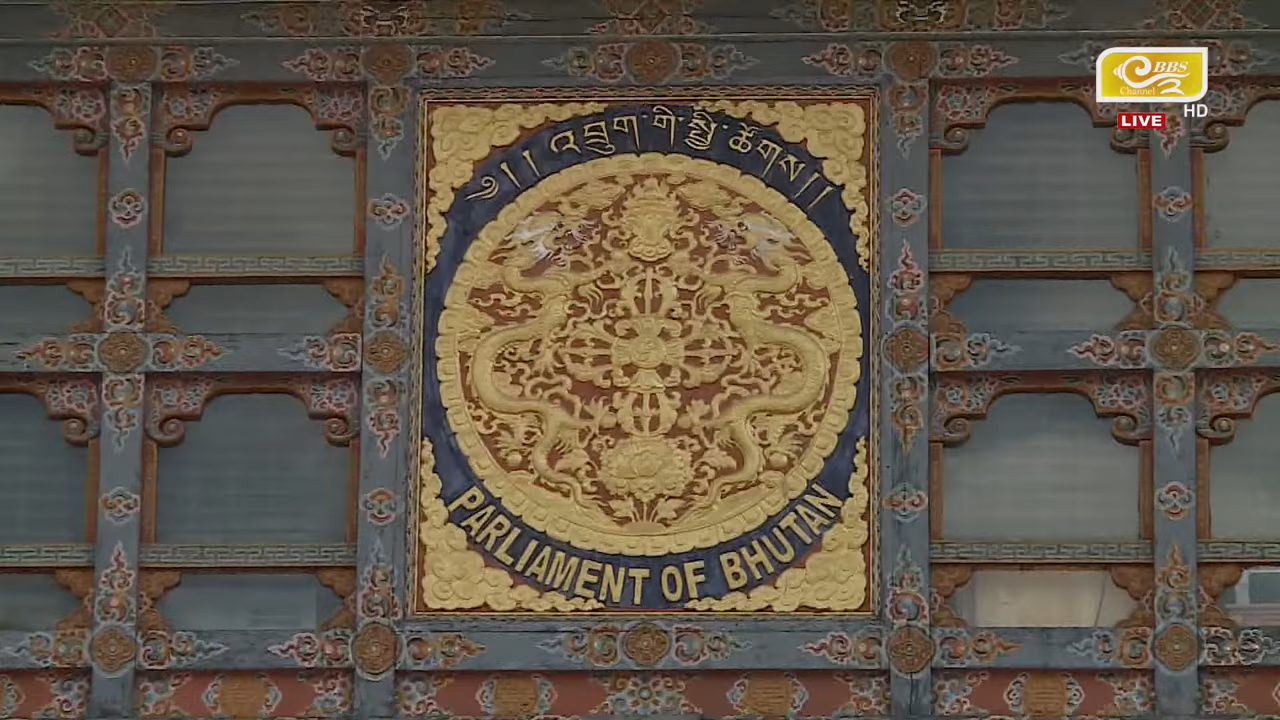 ༄།། འབྲུག་གི་སྤྱི་ཚོགས།།
PARLIAMENT OF BHUTAN
BBS
Channel 2
HD
LIVE